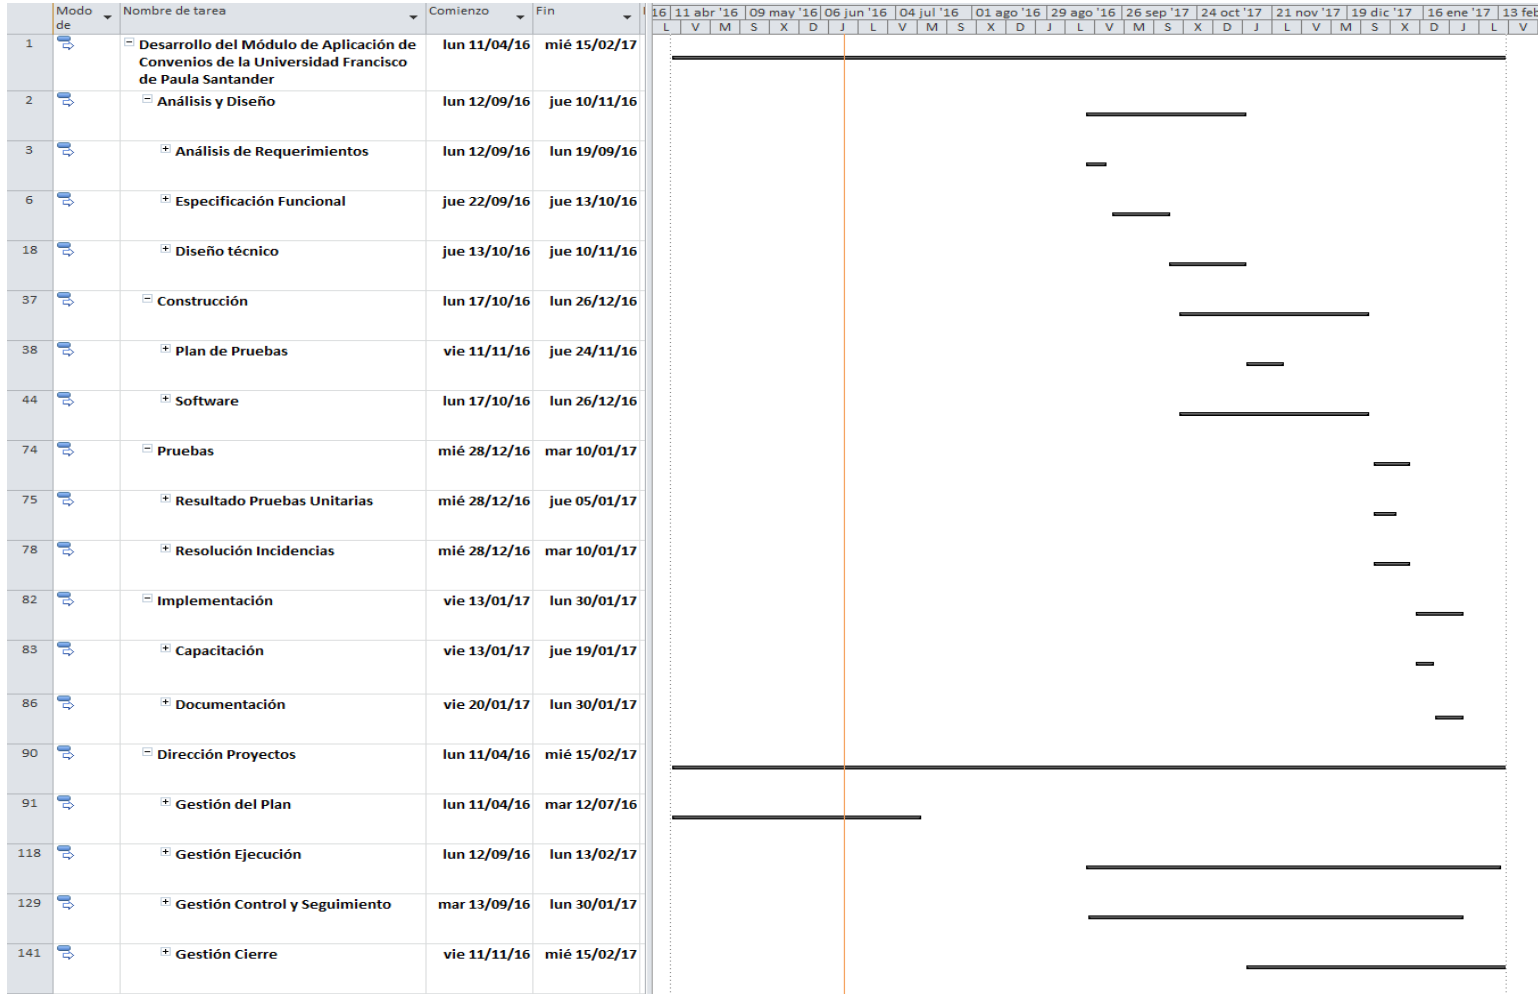 Modo de Nombre de tarea Comienzo Fin
16 11 abr '16 09 may '16 06 jun '16 04 jul '16 01 ago '16 29 ago '16 26 sep '16 24 oct '17 21 nov '17 19 dic '17 16 ene '17 13 feb
L V M S X D J L V M S X D J L V M S X D J L V M S X D J L V
1 Desarrollo del Módulo de Aplicación de lun 11/04/16 mié 15/02/17
Convenios de la Universidad Francisco
de Paula Santander
2 Análisis y Diseño lun 12/09/16 jue 10/11/16
3 Análisis de Requerimientos lun 12/09/16 lun 19/09/16
6 Especificación Funcional jue 22/09/16 jue 13/10/16
18 Diseño técnico jue 13/10/16 jue 10/11/16
37 Construcción lun 17/10/16 lun 26/12/16
38 Plan de Pruebas vie 11/11/16 jue 24/11/16
44 Software lun 17/10/16 lun 26/12/16
74 Pruebas mié 28/12/16 mar 10/01/17
75 Resultado Pruebas Unitarias mié 28/12/16 jue 05/01/17
78 Resolución Incidencias mié 28/12/16 mar 10/01/17
82 Implementación vie 13/01/17 lun 30/01/17
83 Capacitación vie 13/01/17 jue 19/01/17
86 Documentación vie 20/01/17 lun 30/01/17
90 Dirección Proyectos lun 11/04/16 mié 15/02/17
91 Gestión del Plan lun 11/04/16 mar 12/07/16
118 Gestión Ejecución lun 12/09/16 lun 13/02/17
129 Gestión Control y Seguimiento mar 13/09/16 lun 30/01/17
141 Gestión Cierre vie 11/11/16 mié 15/02/17